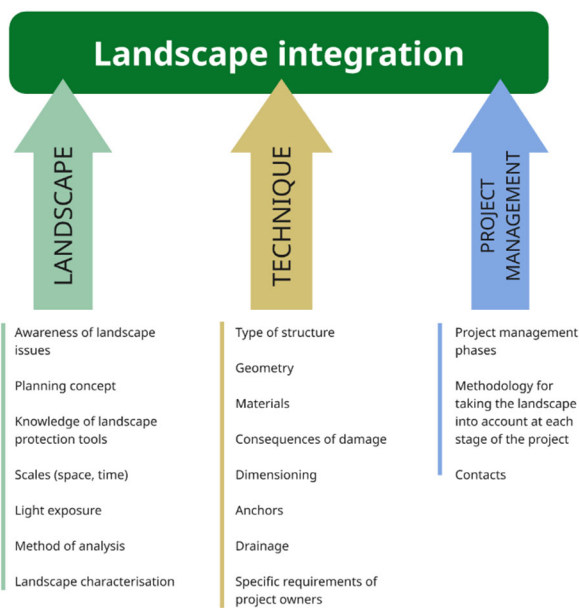 Landscape integration
LANDSCAPE
TECHNIQUE
PROJECT
MANAGEMENT
Awareness of landscape
issues
Planning concept
Knowledge of landscape
protection tools
Scales (space, time)
Light exposure
Method of analysis
Landscape characterisation
Type of structure
Geometry
Materials
Consequences of damage
Dimensioning
Anchors
Drainage
Specific requirements of
project owners
Project management
phases
Methodology for
taking the landscape
into account at each
stage of the project
Contacts